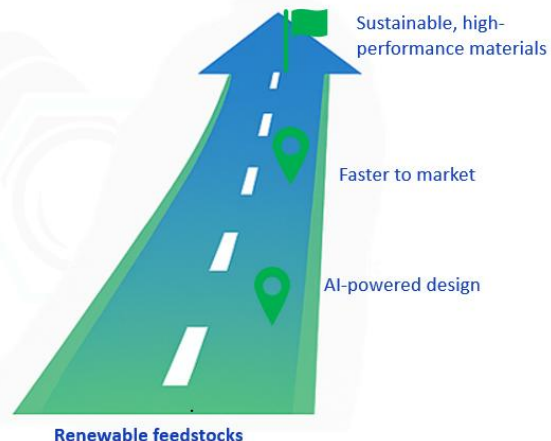 Sustainable, high-
performance materials
Faster to market
AI-powered design
Renewable feedstocks